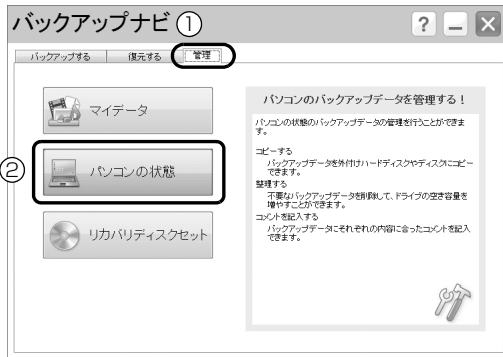 バックアップナビ ①
? – ×
バックアップする 復元する 管理
マイデータ
② パソコンの状態
リカバリディスクセット
パソコンのバックアップデータを管理する！
パソコンの状態のバックアップデータの管理を行うことができま
す。
コピーする
バックアップデータを外付けハードディスクやディスクにコピー
できます。
整理する
不要なバックアップデータを削除して、ドライブの空き容量を
増やすことができます。
コメントを記入する
バックアップデータにそれぞれの内容に合ったコメントを記入
できます。